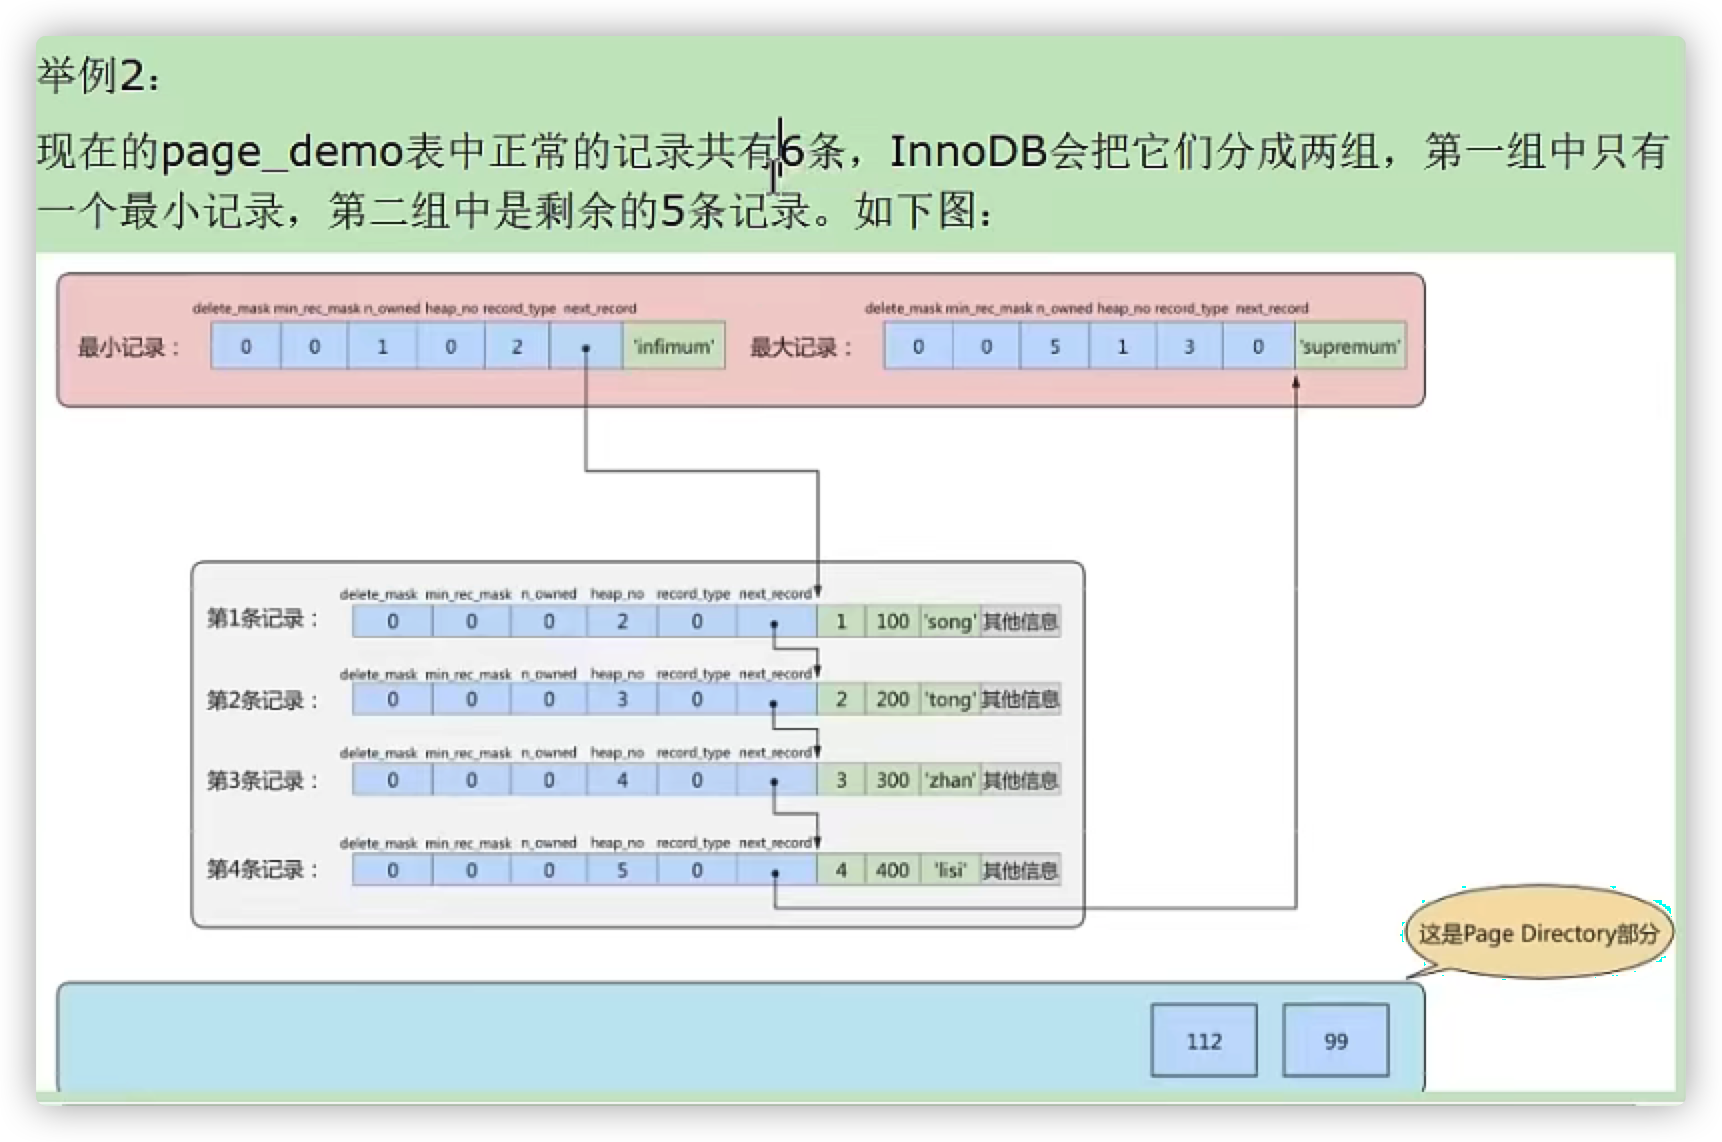 举例2：
现在的page_demo表中正常的记录共有6条，InnoDB会把它们分成两组，第一组中只有
一个最小记录，第二组中是剩余的5条记录。如下图：
delete_mask min_rec_mask n_owned heap_no record_type next_record
最小记录： 0 0 1 0 2 'infimum'
delete_mask min_rec_mask n_owned heap_no record_type next_record
最大记录： 0 0 5 1 3 0 'supremum'
delete_mask min_rec_mask n_owned heap_no record_type next_record
第1条记录： 0 0 0 2 0 1 100 'song' 其他信息
delete_mask min_rec_mask n_owned heap_no record_type next_record
第2条记录： 0 0 0 3 0 2 200 'tong' 其他信息
delete_mask min_rec_mask n_owned heap_no record_type next_record
第3条记录： 0 0 0 4 0 3 300 'zhan' 其他信息
delete_mask min_rec_mask n_owned heap_no record_type next_record
第4条记录： 0 0 0 5 0 4 400 'lisi' 其他信息
这是Page Directory部分
112 99